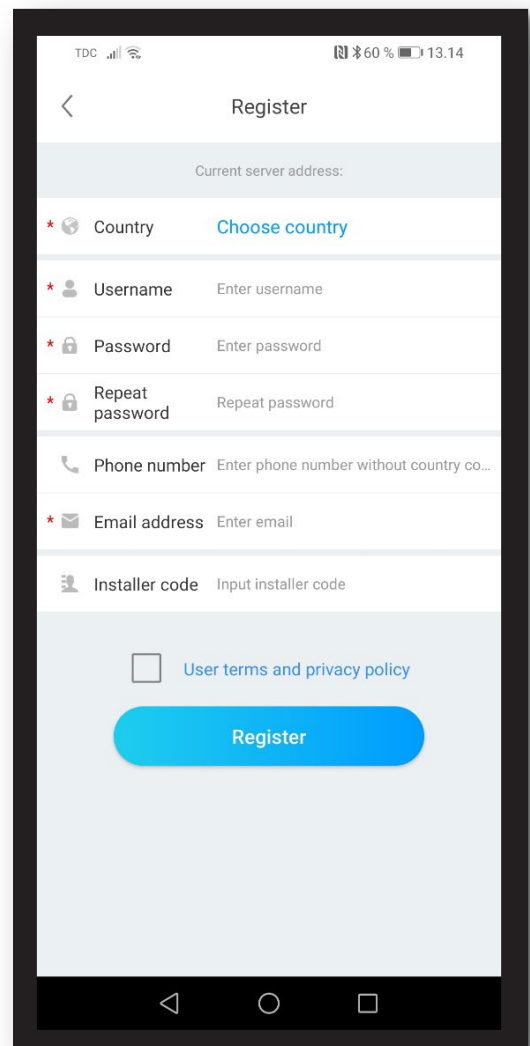 TDC 60 % 13.14
Register
Current server address:
* Country Choose country
* Username Enter username
* Password Enter password
* Repeat password Repeat password
Phone number Enter phone number without country co...
* Email address Enter email
Installer code Input installer code
User terms and privacy policy
Register